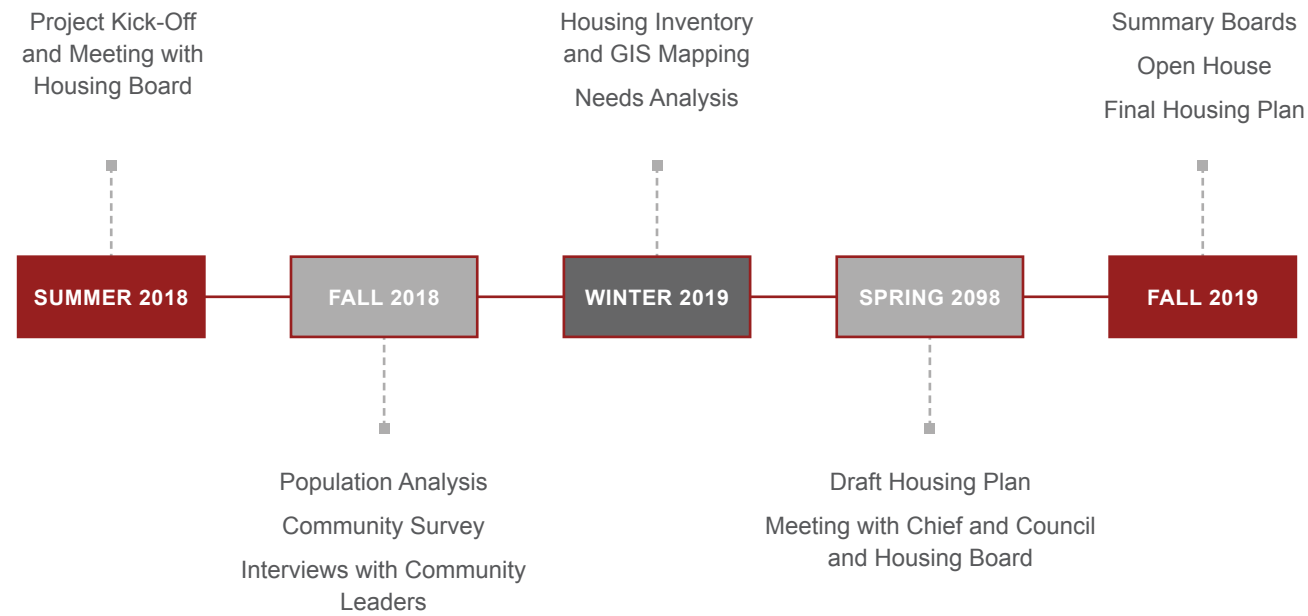 Project Kick-Off
and Meeting with
Housing Board
Housing Inventory
and GIS Mapping
Needs Analysis
Summary Boards
Open House
Final Housing Plan
SUMMER 2018
FALL 2018
WINTER 2019
SPRING 2098
FALL 2019
Population Analysis
Community Survey
Interviews with Community
Leaders
Draft Housing Plan
Meeting with Chief and Council
and Housing Board